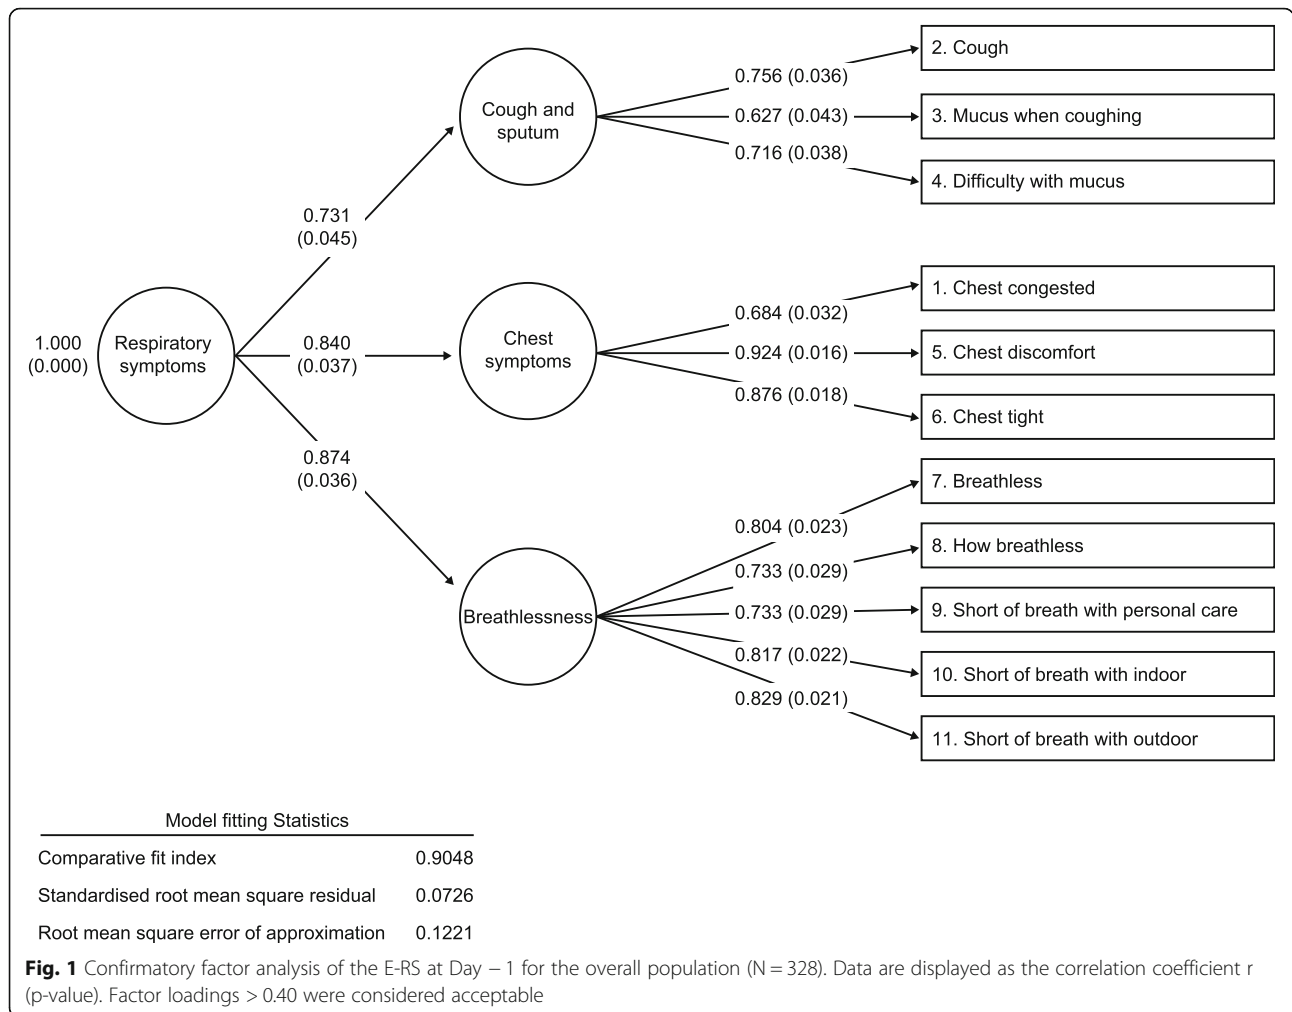 1.000
(0.000)
Respiratory
symptoms
0.731
(0.045)
0.840
(0.037)
0.874
(0.036)
Cough and
sputum
0.756 (0.036)
0.627 (0.043)
0.716 (0.038)
2. Cough
3. Mucus when coughing
4. Difficulty with mucus
Chest
symptoms
0.684 (0.032)
0.924 (0.016)
0.876 (0.018)
1. Chest congested
5. Chest discomfort
6. Chest tight
Breathlessness
0.804 (0.023)
0.733 (0.029)
0.733 (0.029)
0.817 (0.022)
0.829 (0.021)
7. Breathless
8. How breathless
9. Short of breath with personal care
10. Short of breath with indoor
11. Short of breath with outdoor
Model fitting Statistics
Comparative fit index 0.9048
Standardised root mean square residual 0.0726
Root mean square error of approximation 0.1221
Fig. 1 Confirmatory factor analysis of the E-RS at Day − 1 for the overall population (N = 328). Data are displayed as the correlation coefficient r
(p-value). Factor loadings > 0.40 were considered acceptable